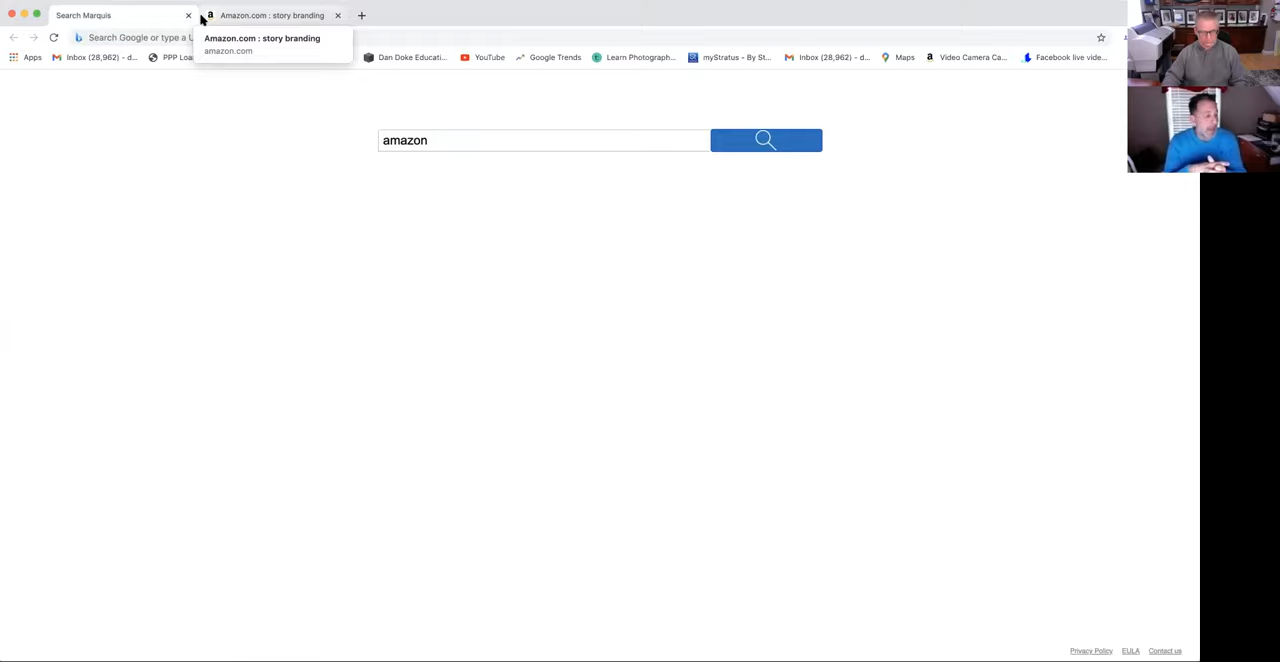 Search Marquis
Amazon.com : story branding
Search Google or type a U
Amazon.com : story branding
amazon.com
Apps
Inbox (28,962) - d...
PPP Loa
Dan Doke Educati...
YouTube
Google Trends
Learn Photograph...
myStratus - By St...
Inbox (28,962) - d...
Maps
Video Camera Ca...
Facebook live vide...
amazon
Privacy Policy
EULA
Contact us